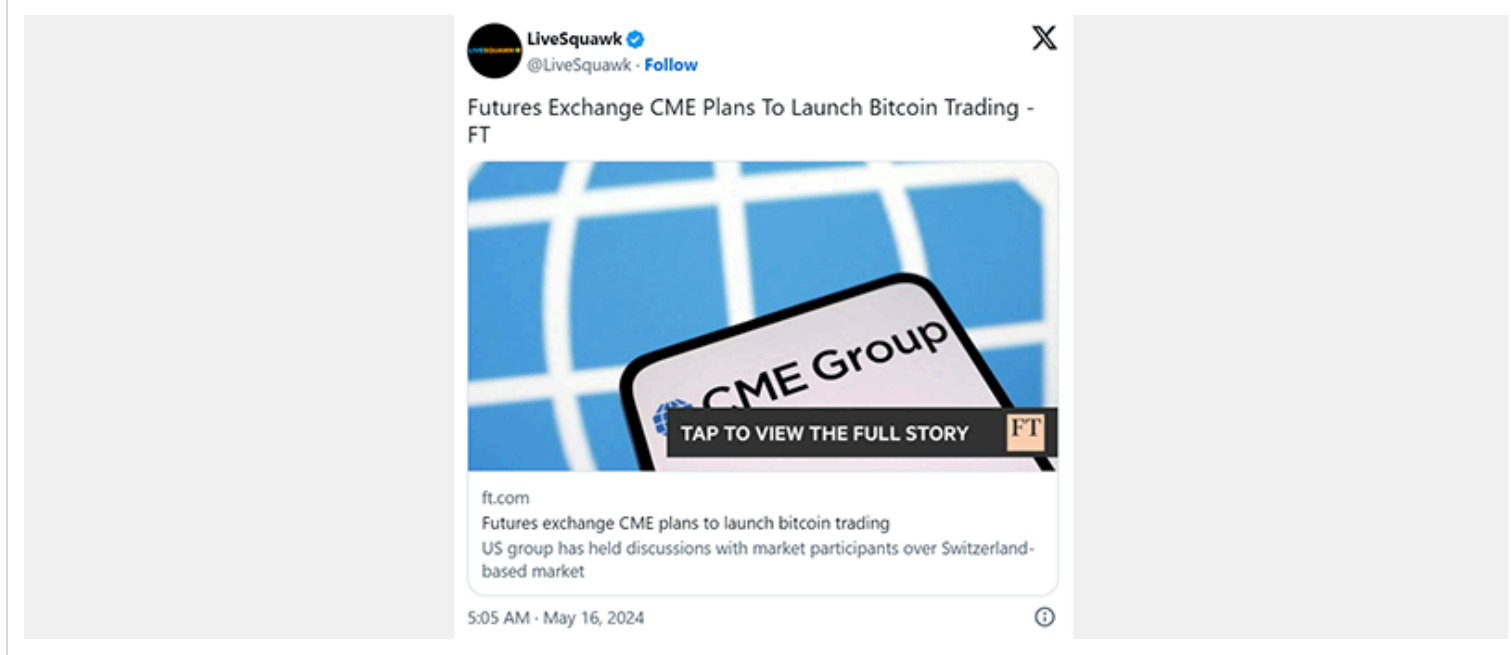 LiveSquawk
@LiveSquawk · Follow
Futures Exchange CME Plans To Launch Bitcoin Trading -
FT
CME Group
TAP TO VIEW THE FULL STORY
FT
ft.com
Futures exchange CME plans to launch bitcoin trading
US group has held discussions with market participants over Switzerland-
based market
5:05 AM · May 16, 2024